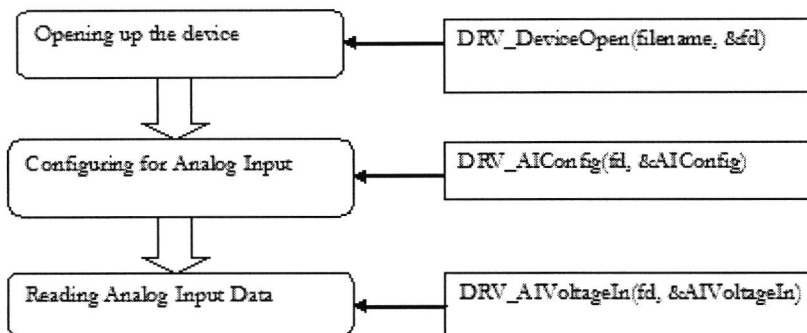 Opening up the device
DRV_DeviceOpen(filename, &fd)
Configuring for Analog Input
DRV_AIConfig(fd, &AIConfig)
Reading Analog Input Data
DRV_AIVoltageIn(fd, &AIVoltageIn)